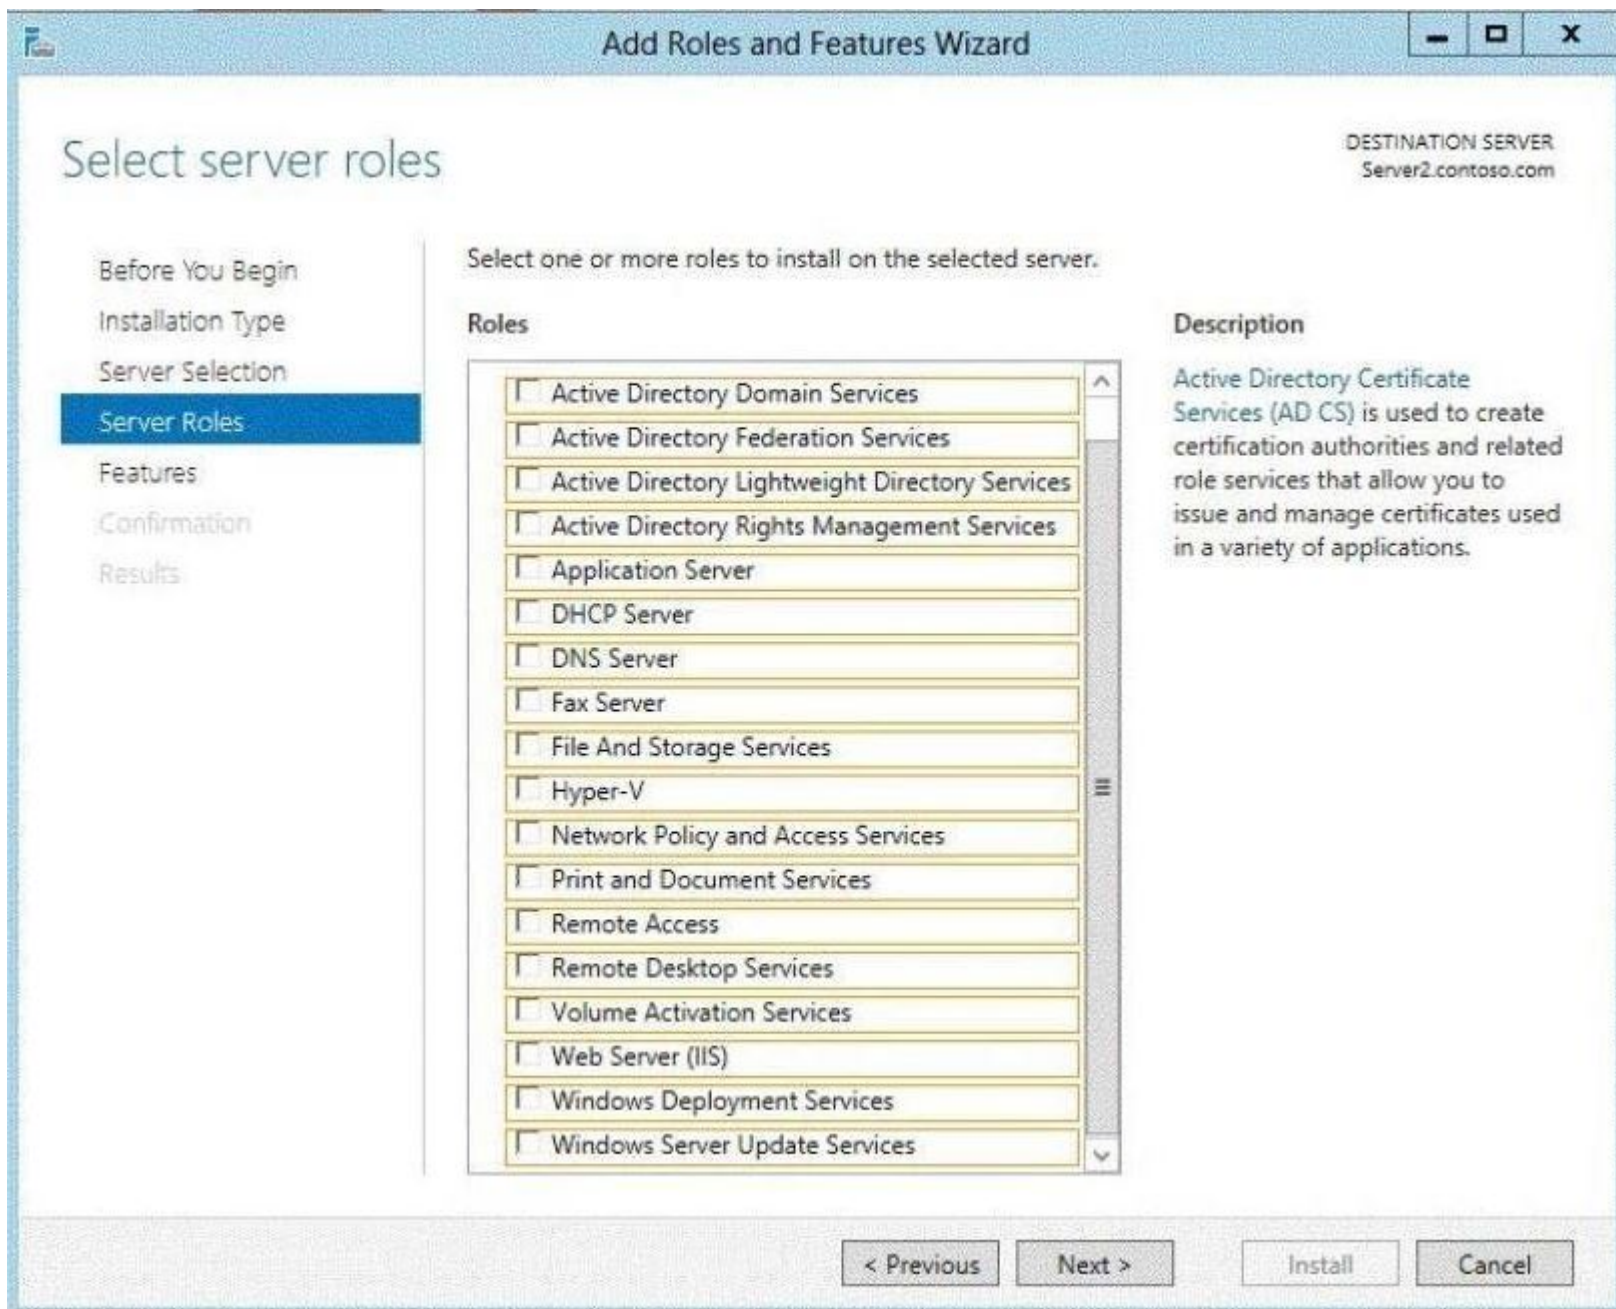 Add Roles and Features Wizard
Select server roles
DESTINATION SERVER
Server2.contoso.com
Before You Begin
Installation Type
Server Selection
Server Roles
Features
Confirmation
Results
Select one or more roles to install on the selected server.
Roles
Active Directory Domain Services
Active Directory Federation Services
Active Directory Lightweight Directory Services
Active Directory Rights Management Services
Application Server
DHCP Server
DNS Server
Fax Server
File And Storage Services
Hyper-V
Network Policy and Access Services
Print and Document Services
Remote Access
Remote Desktop Services
Volume Activation Services
Web Server (IIS)
Windows Deployment Services
Windows Server Update Services
Description
Active Directory Certificate
Services (AD CS) is used to create
certification authorities and related
role services that allow you to
issue and manage certificates used
in a variety of applications.
< Previous
Next >
Install
Cancel